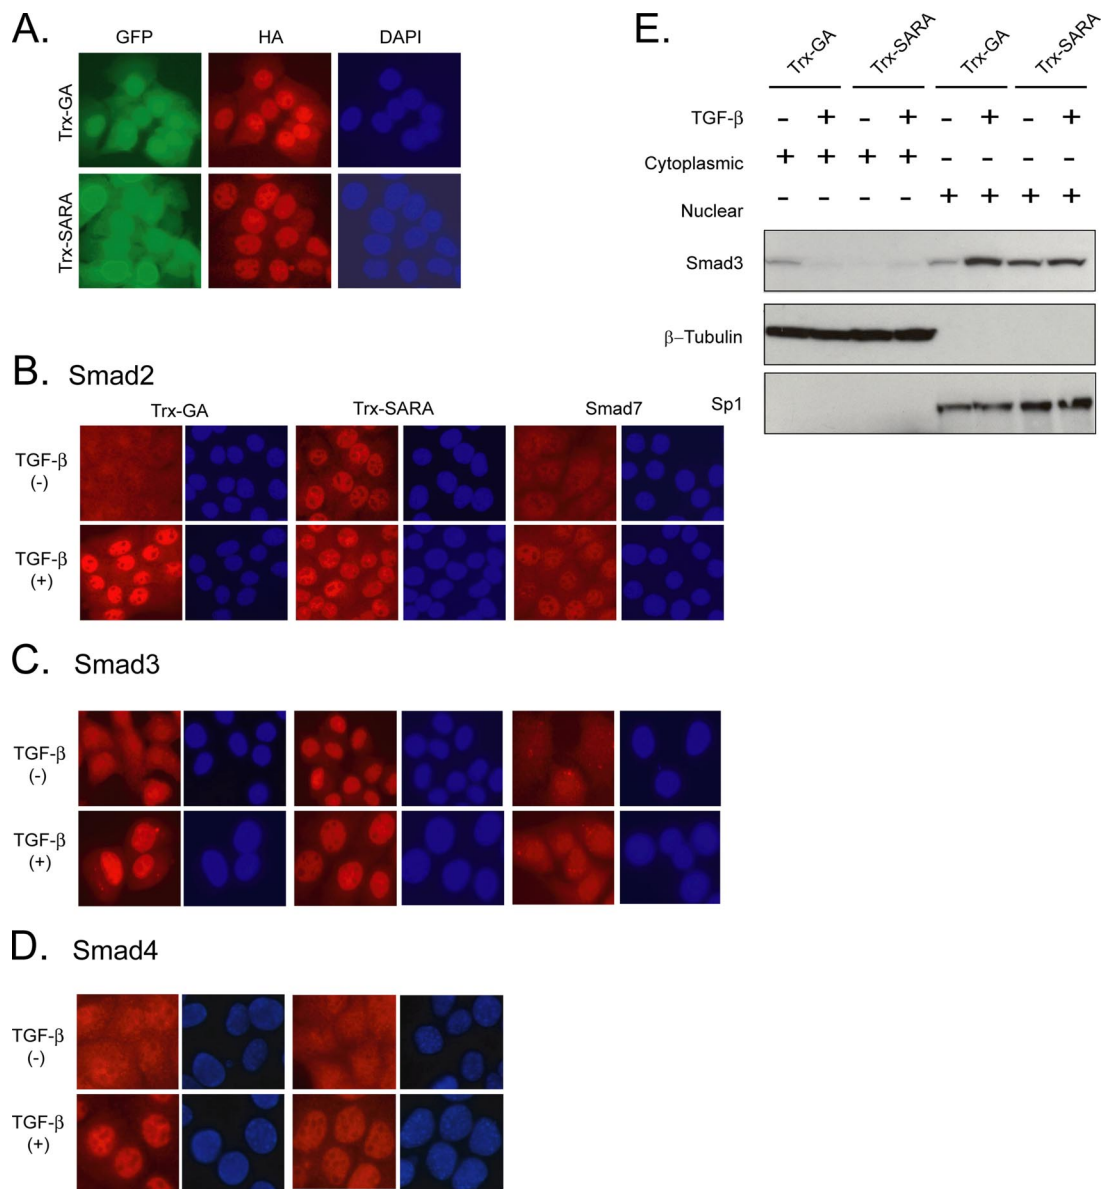 A.
GFP HA DAPI
Trx-GA
Trx-SARA
B. Smad2
Trx-GA Trx-SARA Smad7
TGF-β
(-)
TGF-β
(+)
C. Smad3
TGF-β
(-)
TGF-β
(+)
D. Smad4
TGF-β
(-)
TGF-β
(+)
E.
Trx-GA Trx-SARA Trx-GA Trx-SARA
TGF-β - + - + - + - +
Cytoplasmic + + + + - - - -
Nuclear - - - - + + + +
Smad3
β–Tubulin
Sp1